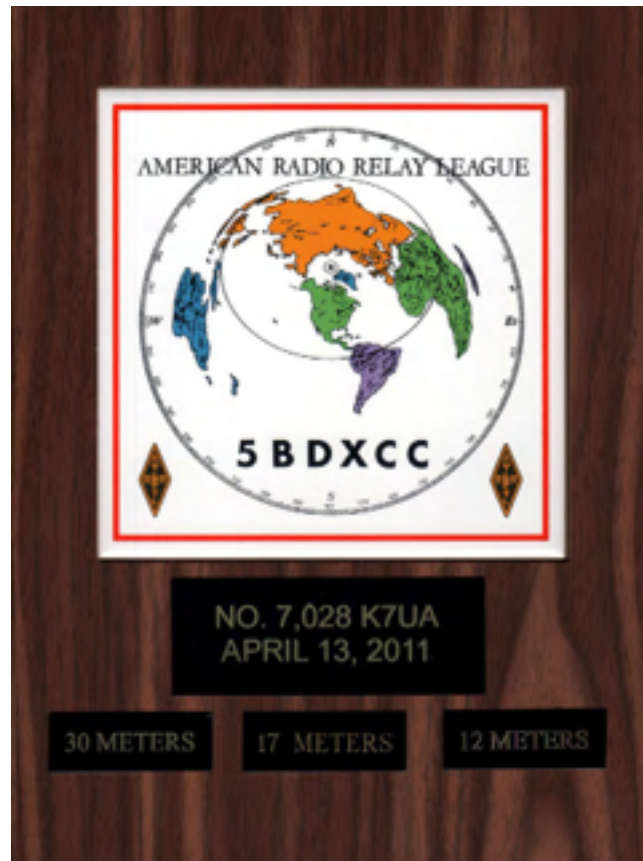 AMERICAN RADIO RELAY LEAGUE
5BDXCC
NO. 7,028 K7UA
APRIL 13, 2011
30 METERS
17 METERS
12 METERS